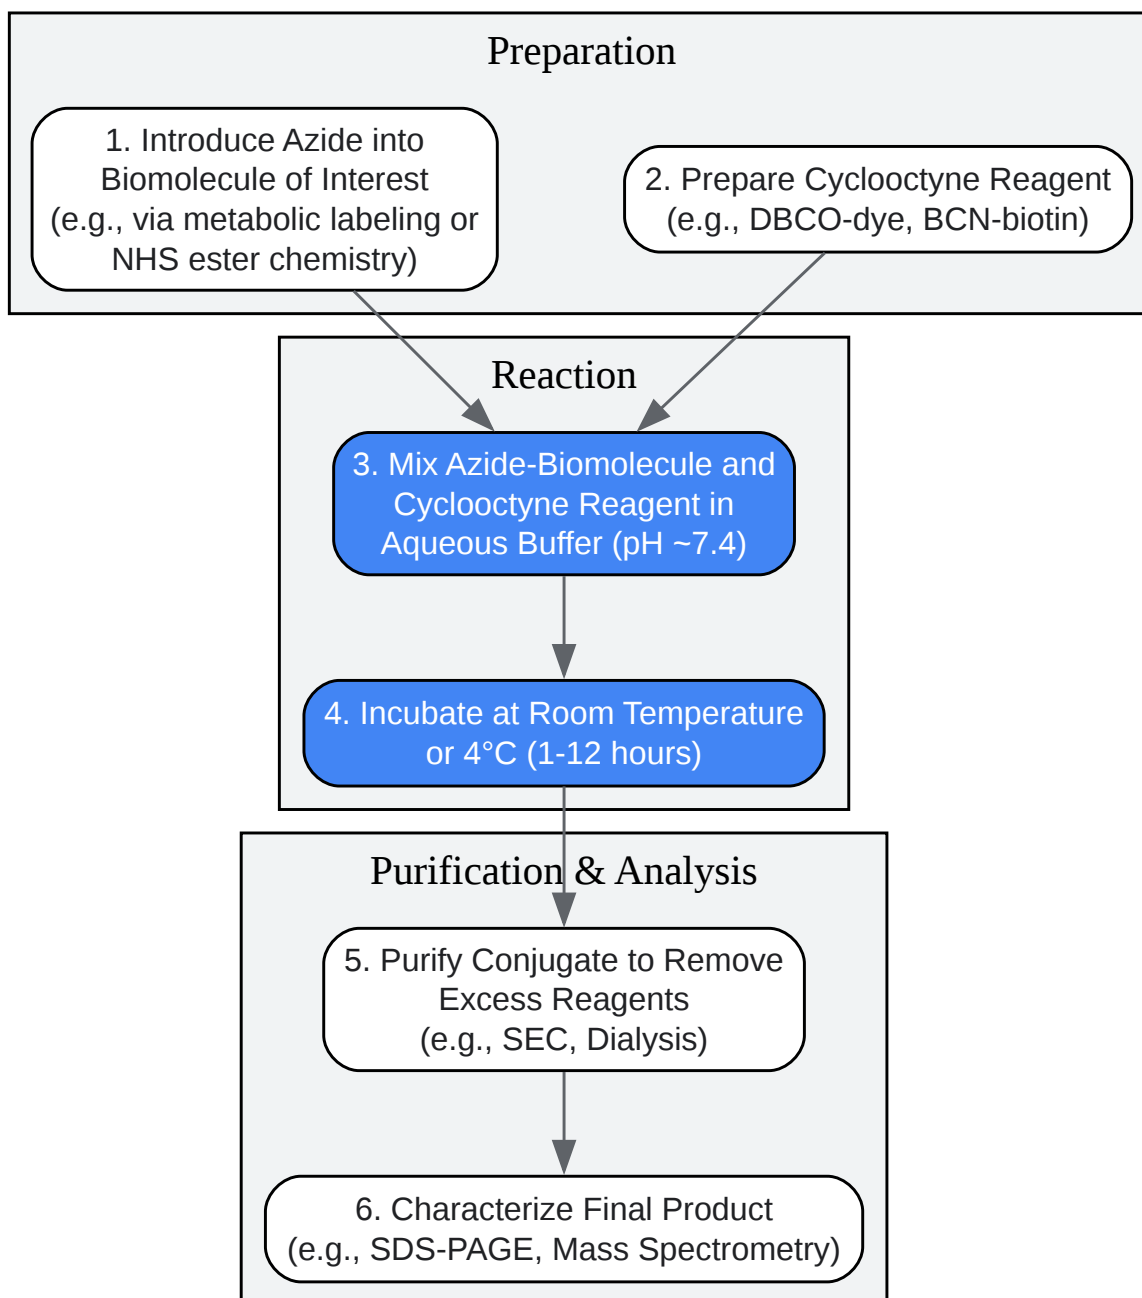 Preparation
1. Introduce Azide into
Biomolecule of Interest
(e.g., via metabolic labeling or
NHS ester chemistry)
2. Prepare Cyclooctyne Reagent
(e.g., DBCO-dye, BCN-biotin)
Reaction
3. Mix Azide-Biomolecule and
Cyclooctyne Reagent in
Aqueous Buffer (pH ~7.4)
4. Incubate at Room Temperature
or 4°C (1-12 hours)
Purification & Analysis
5. Purify Conjugate to Remove
Excess Reagents
(e.g., SEC, Dialysis)
6. Characterize Final Product
(e.g., SDS-PAGE, Mass Spectrometry)